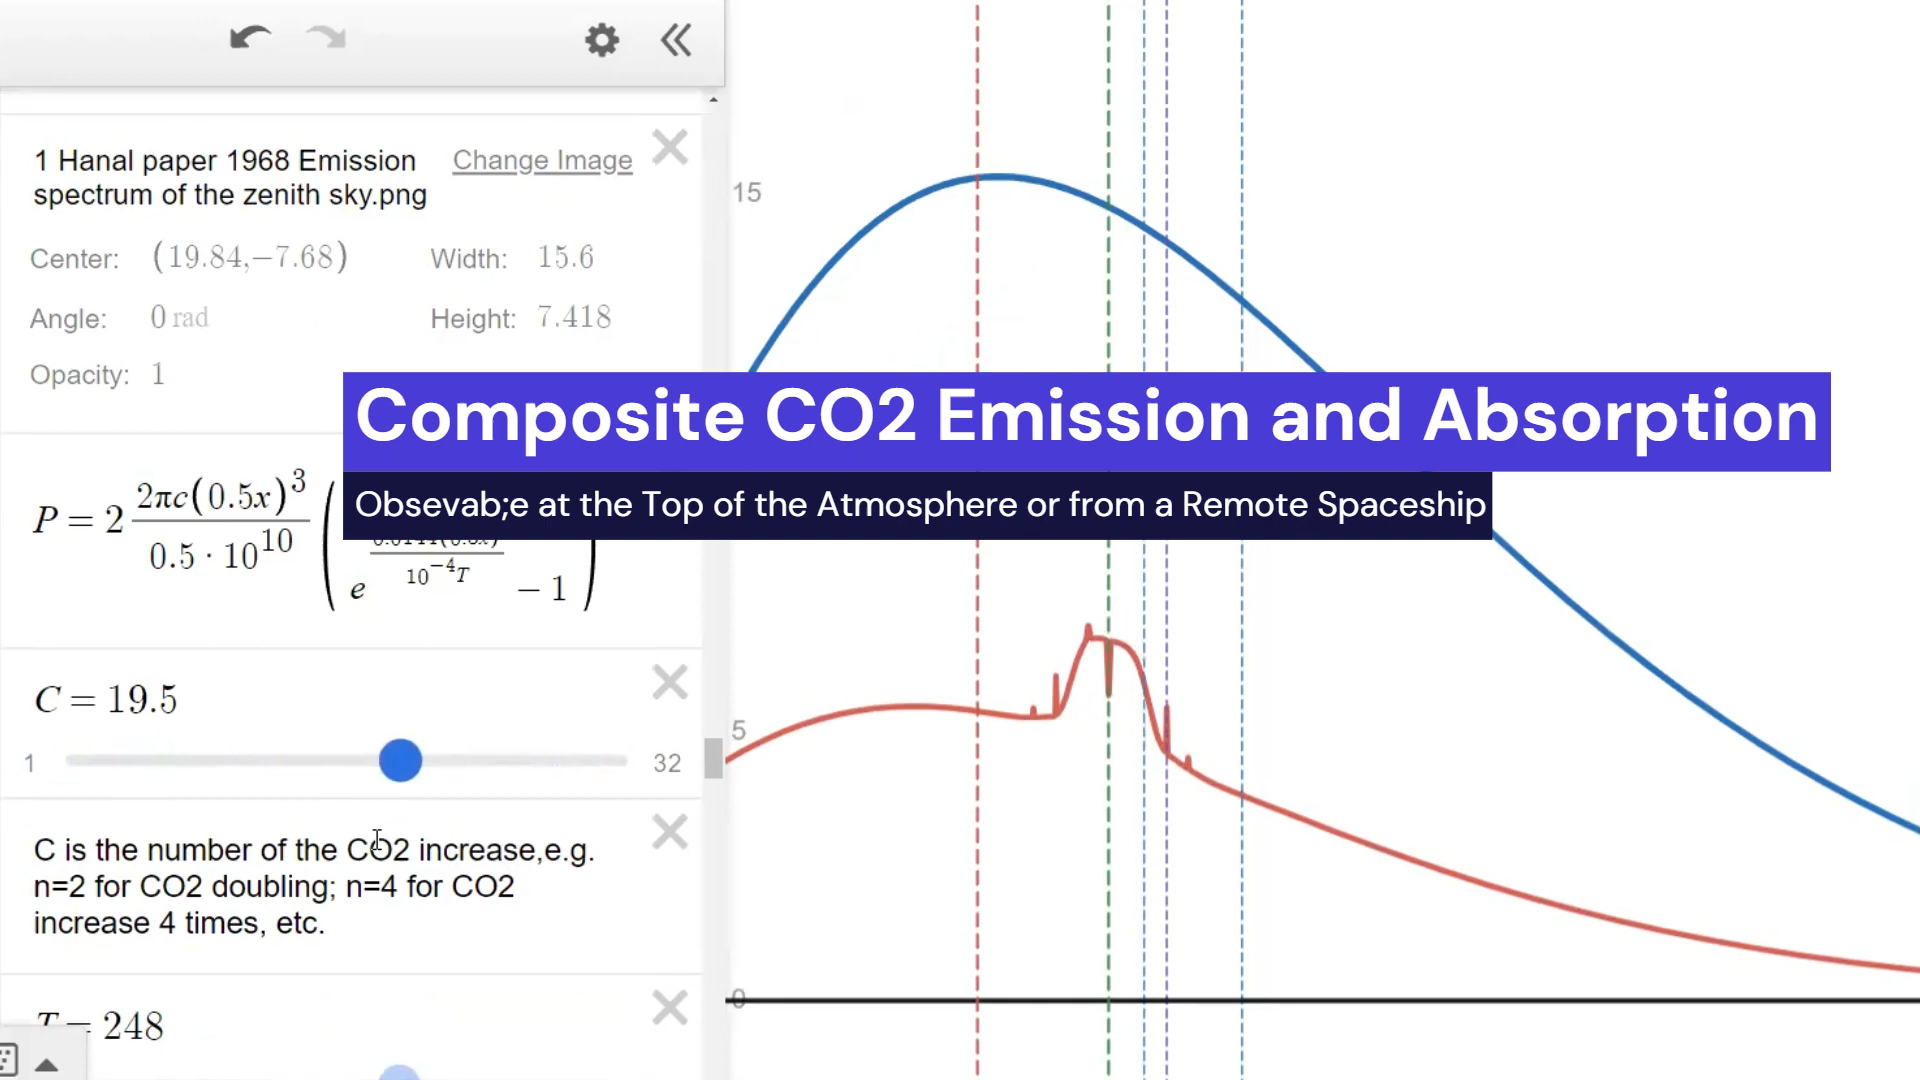 1 Hanal paper 1968 Emission
spectrum of the zenith sky.png
Change Image
Center: (19.84,−7.68) Width: 15.6
Angle: 0 rad Height: 7.418
Opacity: 1
Composite CO2 Emission and Absorption
Obsevab;e at the Top of the Atmosphere or from a Remote Spaceship
P = 2 2πc(0.5x)³
0.5 · 10¹⁰
10⁻⁴T
e − 1
C = 19.5
1 32
C is the number of the CO2 increase,e.g.
n=2 for CO2 doubling; n=4 for CO2
increase 4 times, etc.
T = 248
15
5
0